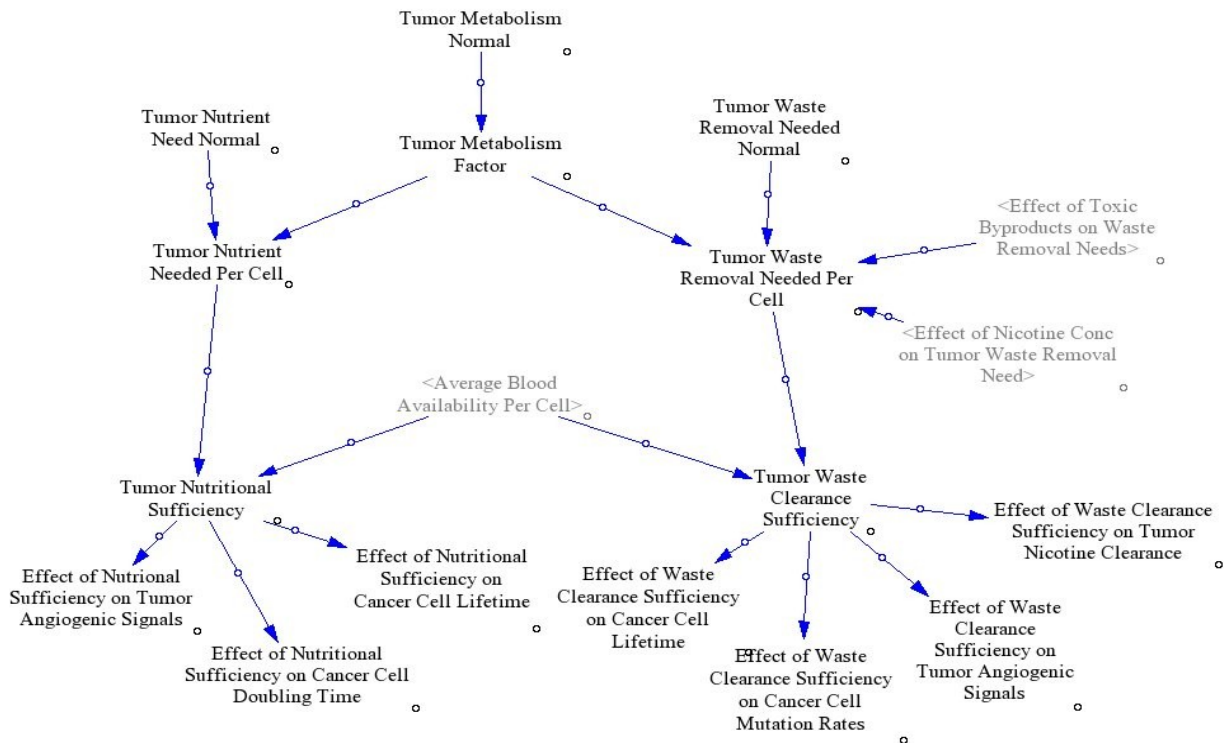 Tumor Metabolism
Normal
Tumor Nutrient
Need Normal
Tumor Metabolism
Factor
Tumor Waste
Removal Needed
Normal
<Effect of Toxic
Byproducts on Waste
Removal Needs>
Tumor Nutrient
Needed Per Cell
Tumor Waste
Removal Needed Per
Cell
<Effect of Nicotine Conc
on Tumor Waste Removal
Need>
<Average Blood
Availability Per Cell>
Tumor Nutritional
Sufficiency
Tumor Waste
Clearance
Sufficiency
Effect of Waste Clearance
Sufficiency on Tumor
Nicotine Clearance
Effect of Nutrional
Sufficiency on Tumor
Angiogenic Signals
Effect of Nutritional
Sufficiency on
Cancer Cell Lifetime
Effect of Nutritional
Sufficiency on Cancer Cell
Doubling Time
Effect of Waste
Clearance Sufficiency
on Cancer Cell
Lifetime
Effect of Waste
Clearance Sufficiency
on Cancer Cell
Mutation Rates
Effect of Waste
Clearance
Sufficiency on
Tumor Angiogenic
Signals